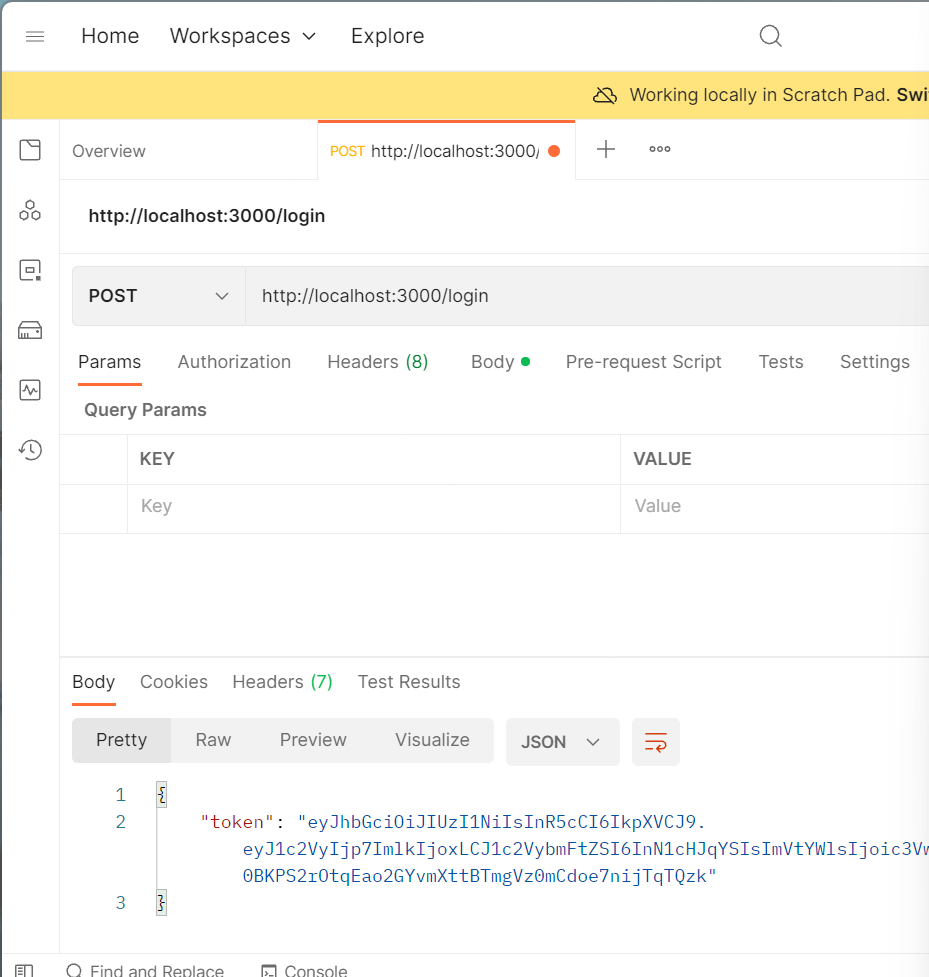 Home Workspaces Explore
Working locally in Scratch Pad. Swi
Overview POST http://localhost:3000/
http://localhost:3000/login
POST http://localhost:3000/login
Params Authorization Headers (8) Body Pre-request Script Tests Settings
Query Params
KEY VALUE
Key Value
Body Cookies Headers (7) Test Results
Pretty Raw Preview Visualize JSON
1 {
2 "token": "eyJhbGciOiJIUzI1NiIsInR5cCI6IkpXVCJ9.
eyJ1c2VyIjp7ImlkIjoxLCJ1c2VybmFtZSI6InN1cHJqYSIsImVtYWlsIjoic3Vw
0BKPS2rOtqEao2GYvmXttBTmgVz0mCdoe7nijTqTQzk"
3 }
Find and Replace Console